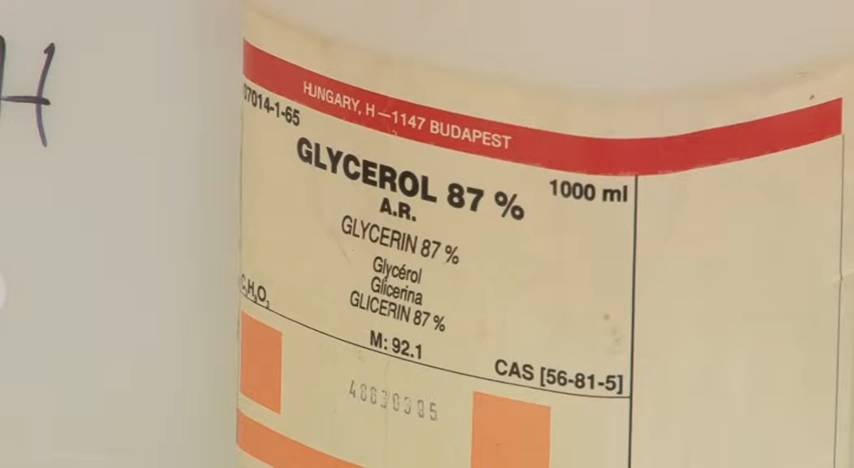 H
HUNGARY, H—1147 BUDAPEST
07014-1-65
GLYCEROL 87 %
1000 ml
A.R.
GLYCERIN 87 %
Glycérol
Glicerina
GLICERIN 87 %
C₃H₈O₃
M: 92.1
CAS [56-81-5]
48630385